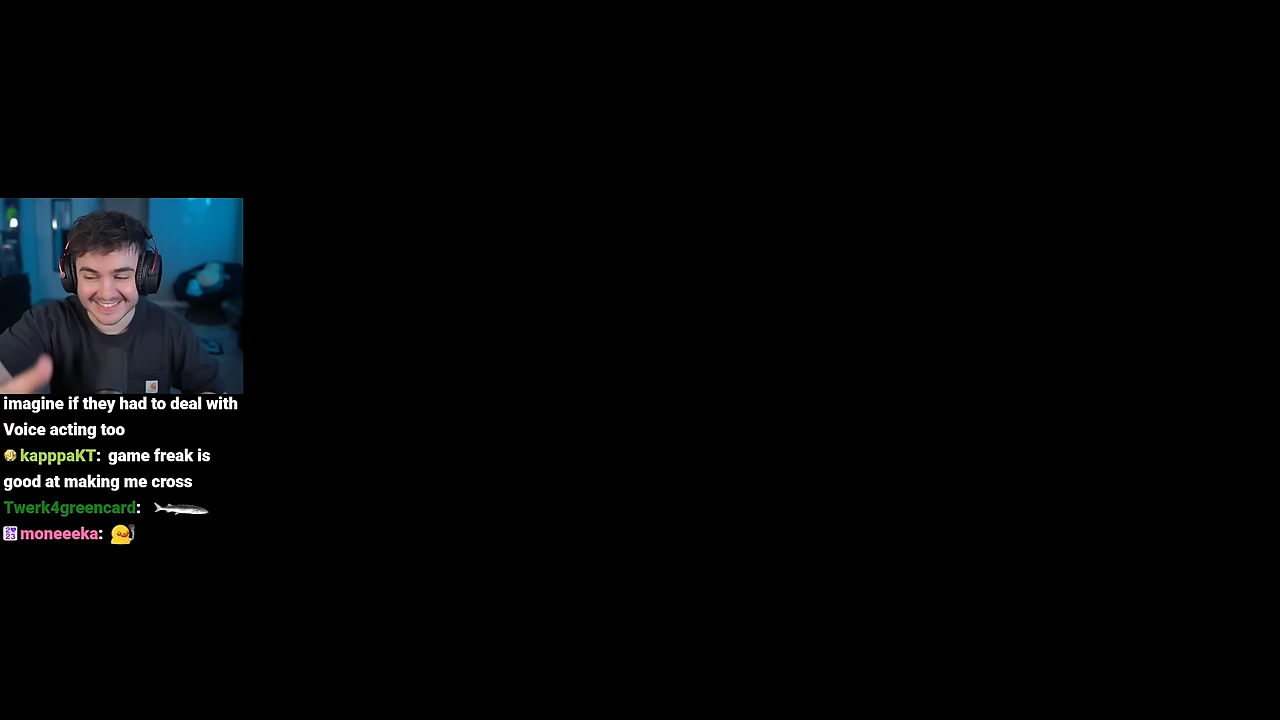 imagine if they had to deal with
Voice acting too
kapppaKT: game freak is
good at making me cross
Twerk4greencard:
moneeeka: